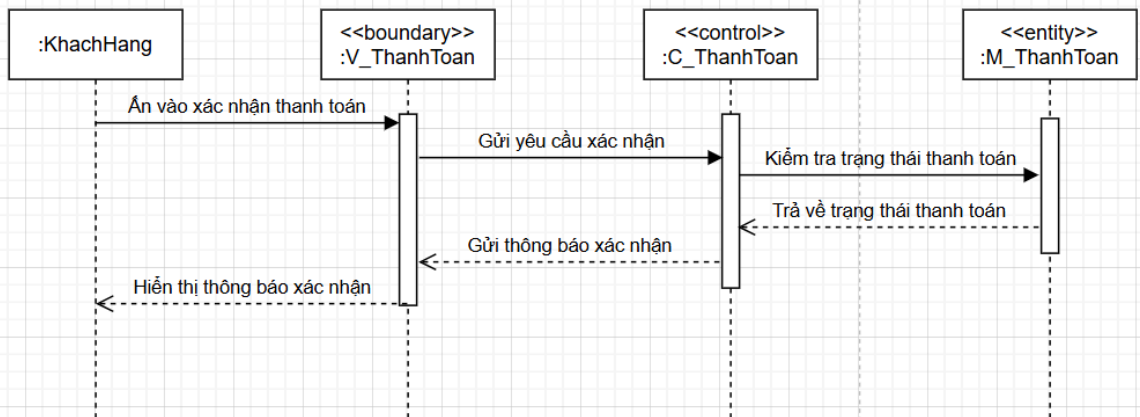 :KhachHang
<<boundary>>
:V_ThanhToan
<<control>>
:C_ThanhToan
<<entity>>
:M_ThanhToan
Ấn vào xác nhận thanh toán
Gửi yêu cầu xác nhận
Kiểm tra trạng thái thanh toán
Trả về trạng thái thanh toán
Gửi thông báo xác nhận
Hiển thị thông báo xác nhận